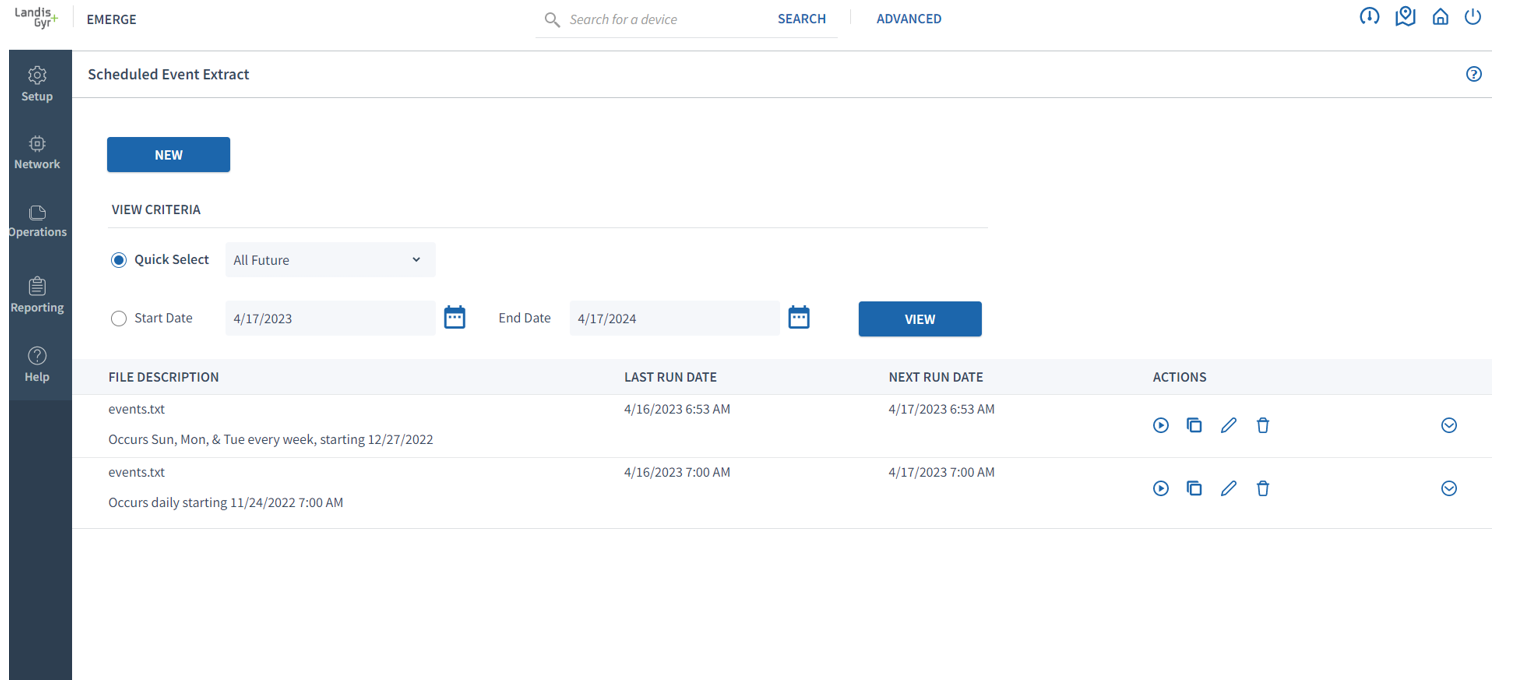 Landis
Gyr+
EMERGE
Search for a device
SEARCH
ADVANCED
Setup
Network
Operations
Reporting
Help
Scheduled Event Extract
?
NEW
VIEW CRITERIA
Quick Select
All Future
Start Date
4/17/2023
End Date
4/17/2024
VIEW
FILE DESCRIPTION LAST RUN DATE NEXT RUN DATE ACTIONS
events.txt 4/16/2023 6:53 AM 4/17/2023 6:53 AM
Occurs Sun, Mon, & Tue every week, starting 12/27/2022
events.txt 4/16/2023 7:00 AM 4/17/2023 7:00 AM
Occurs daily starting 11/24/2022 7:00 AM